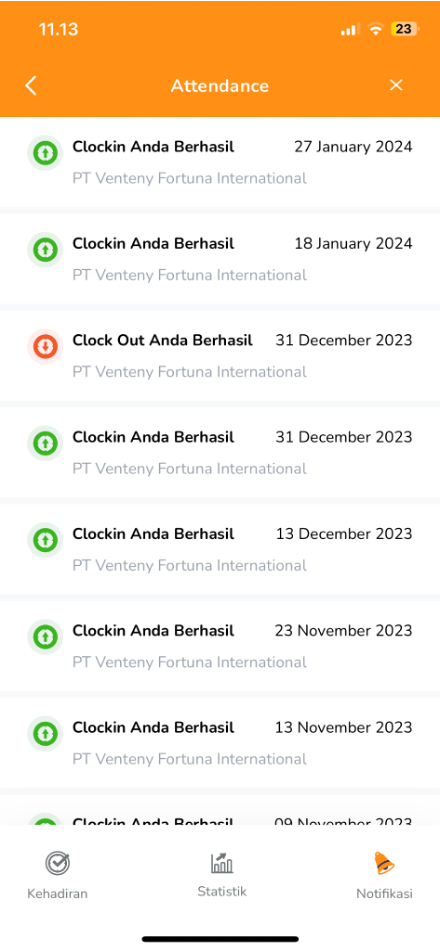 11.13
23
Attendance
Clockin Anda Berhasil 27 January 2024
PT Venteny Fortuna International
Clockin Anda Berhasil 18 January 2024
PT Venteny Fortuna International
Clock Out Anda Berhasil 31 December 2023
PT Venteny Fortuna International
Clockin Anda Berhasil 31 December 2023
PT Venteny Fortuna International
Clockin Anda Berhasil 13 December 2023
PT Venteny Fortuna International
Clockin Anda Berhasil 23 November 2023
PT Venteny Fortuna International
Clockin Anda Berhasil 13 November 2023
PT Venteny Fortuna International
Clockin Anda Berhasil 09 November 2023
Kehadiran
Statistik
Notifikasi